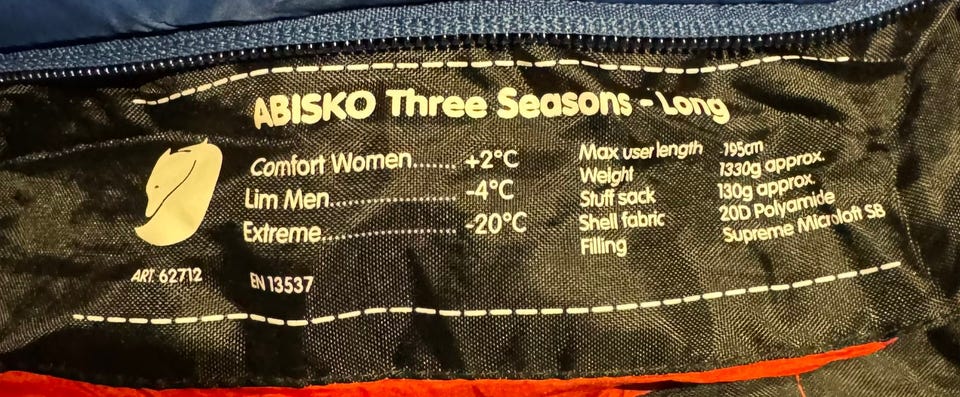 ABISKO Three Seasons - Long
Comfort Women....... +2°C
Lim Men................... -4°C
Extreme.................... -20°C
ART. 62712
EN 13537
Max user length 195cm
Weight 1330g approx.
Stuff sack 130g approx.
Shell fabric 20D Polyamide
Filling Supreme Microloft SB